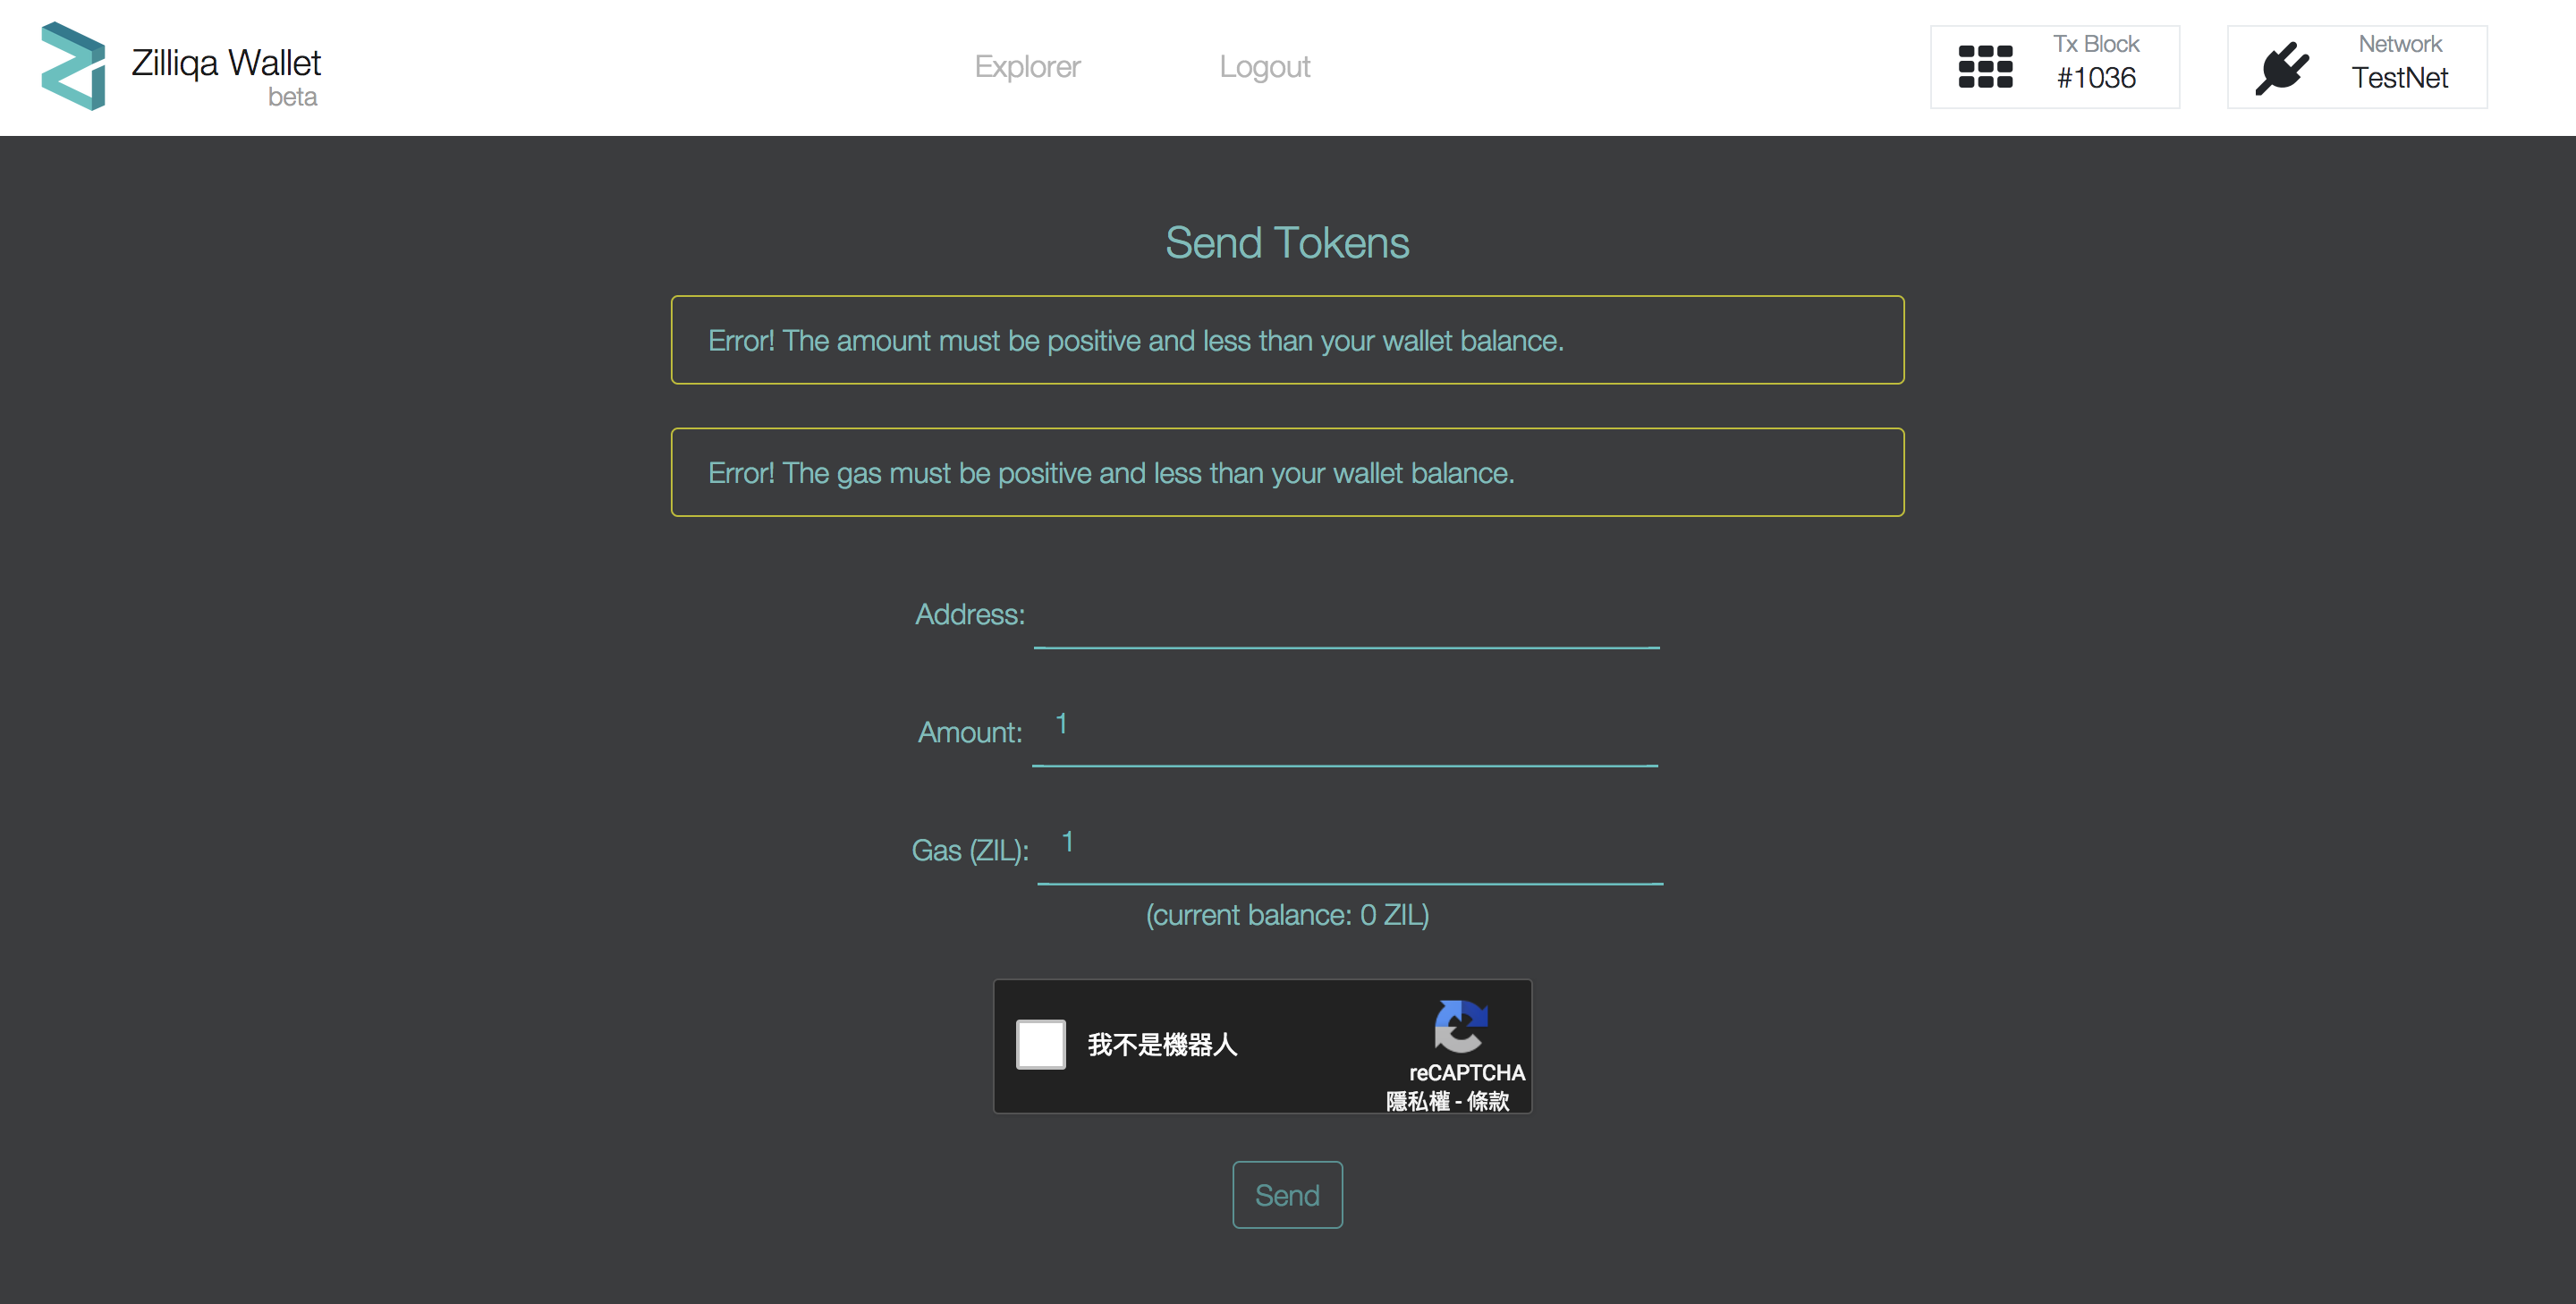 Zilliqa Wallet
beta
Explorer
Logout
Tx Block
#1036
Network
TestNet
Send Tokens
Error! The amount must be positive and less than your wallet balance.
Error! The gas must be positive and less than your wallet balance.
Address:
Amount: 1
Gas (ZIL): 1
(current balance: 0 ZIL)
我不是機器人
reCAPTCHA
隱私權 - 條款
Send